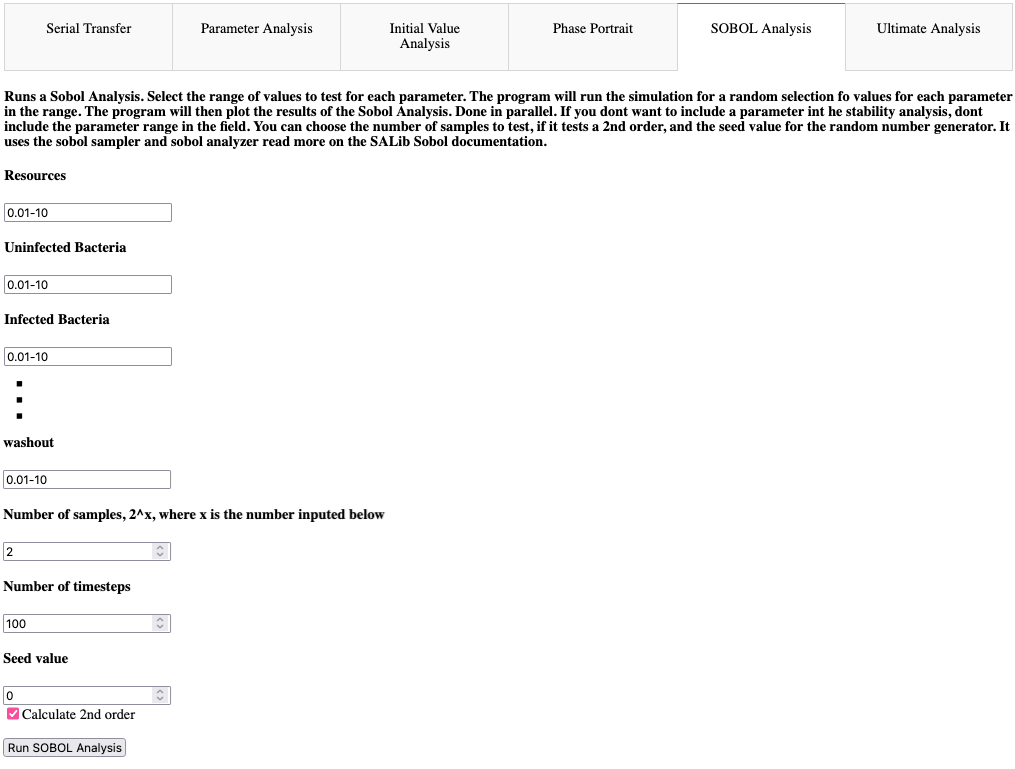 Serial Transfer
Parameter Analysis
Initial Value
Analysis
Phase Portrait
SOBOL Analysis
Ultimate Analysis
Runs a Sobol Analysis. Select the range of values to test for each parameter. The program will run the simulation for a random selection fo values for each parameter
in the range. The program will then plot the results of the Sobol Analysis. Done in parallel. If you dont want to include a parameter int he stability analysis, dont
include the parameter range in the field. You can choose the number of samples to test, if it tests a 2nd order, and the seed value for the random number generator. It
uses the sobol sampler and sobol analyzer read more on the SALib Sobol documentation.
Resources
0.01-10
Uninfected Bacteria
0.01-10
Infected Bacteria
0.01-10
washout
0.01-10
Number of samples, 2^x, where x is the number inputed below
2
Number of timesteps
100
Seed value
0
Calculate 2nd order
Run SOBOL Analysis